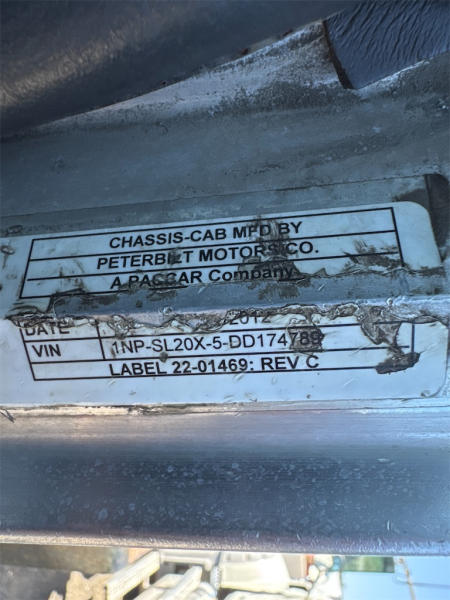 CHASSIS-CAB MFD BY
PETERBILT MOTORS CO.
A PACCAR Company
DATE 2012
VIN 1NP-SL20X-5-DD174789
LABEL 22-01469: REV C